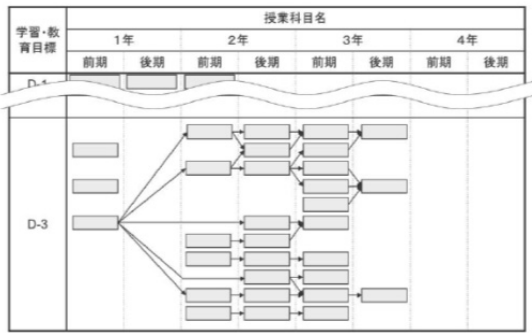 学習・教
育目標
授業科目名
1年 2年 3年 4年
前期 後期 前期 後期 前期 後期 前期 後期
D-1
D-3